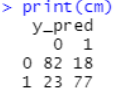 > print(cm)
y_pred
0 1
0 82 18
1 23 77